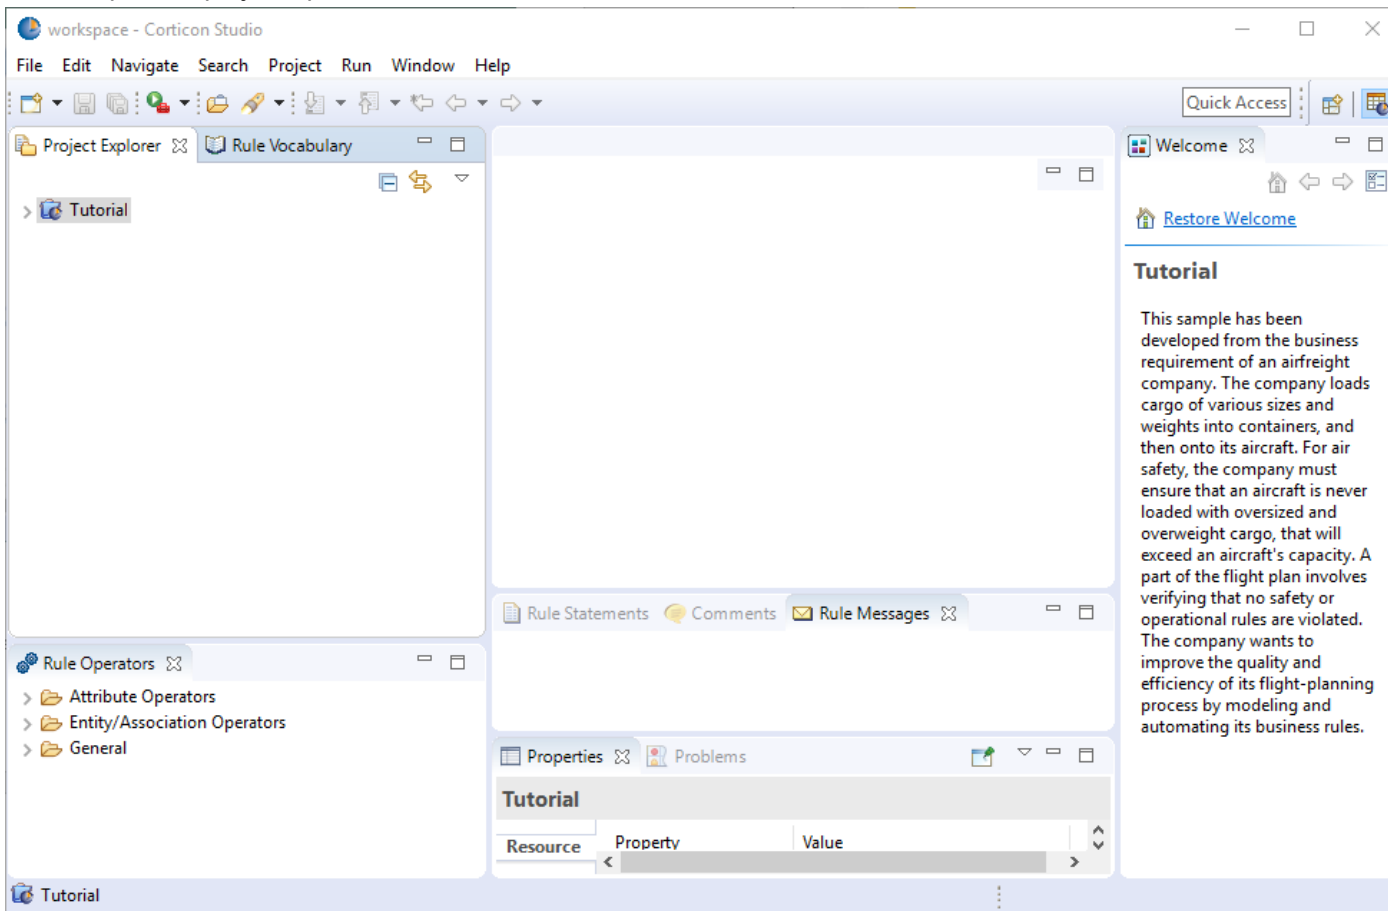 workspace - Corticon Studio
File Edit Navigate Search Project Run Window Help
Quick Access
Project Explorer Rule Vocabulary
Welcome
Tutorial
Restore Welcome
Tutorial
This sample has been
developed from the business
requirement of an airfreight
company. The company loads
cargo of various sizes and
weights into containers, and
then onto its aircraft. For air
safety, the company must
ensure that an aircraft is never
loaded with oversized and
overweight cargo, that will
exceed an aircraft's capacity. A
part of the flight plan involves
verifying that no safety or
operational rules are violated.
The company wants to
improve the quality and
efficiency of its flight-planning
process by modeling and
automating its business rules.
Rule Statements Comments Rule Messages
Rule Operators
Attribute Operators
Entity/Association Operators
General
Properties Problems
Tutorial
Resource Property Value
Tutorial